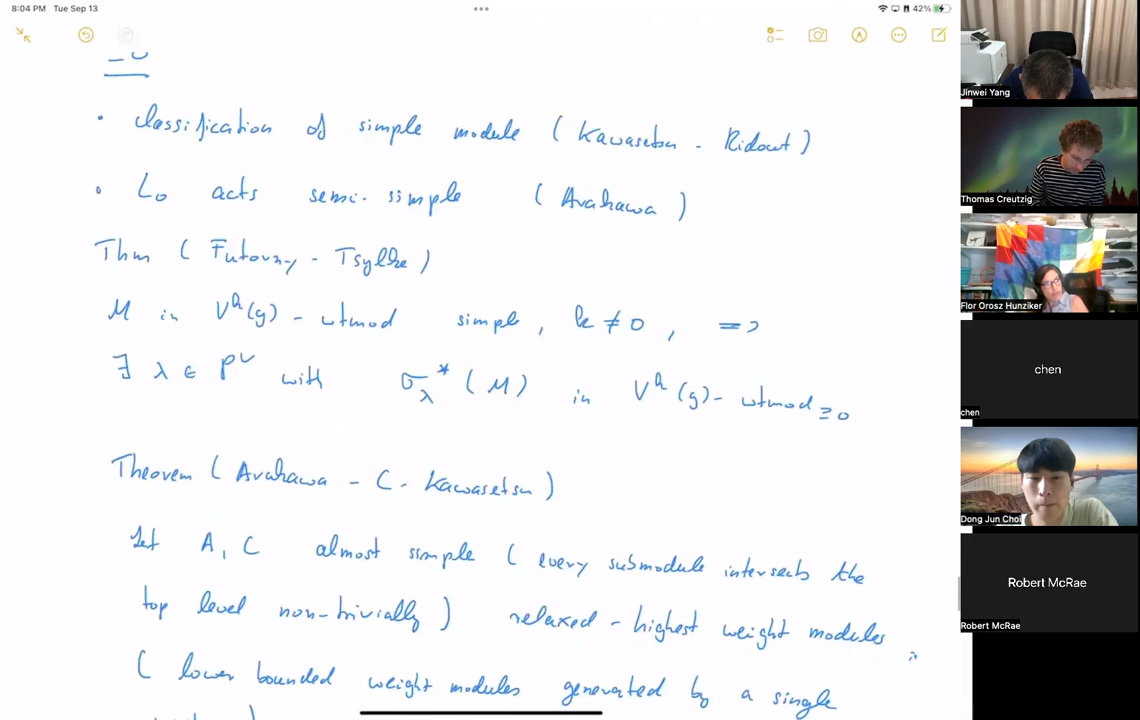 8:04 PM Tue Sep 13
42%
• Classification of simple module (Kawasetsu - Ridout)
• L₀ acts semi-simple (Arakawa)
Thm (Futorny - Tsylke)
M in Vᵏ(g) - wtmod simple, k ≠ 0, =>
∃ λ ∈ P^∨ with σ_λ^* (M) in Vᵏ(g) - wtmod ≥0
Theorem (Arakawa - C - Kawasetsu)
Let A, C almost simple (every submodule intersects the
top level non-trivially) relaxed - highest weight modules
(lower bounded weight modules generated by a single
Jinwei Yang
Thomas Creutzig
Flor Orosz Hunziker
chen
chen
Dong Jun Choi
Robert McRae
Robert McRae